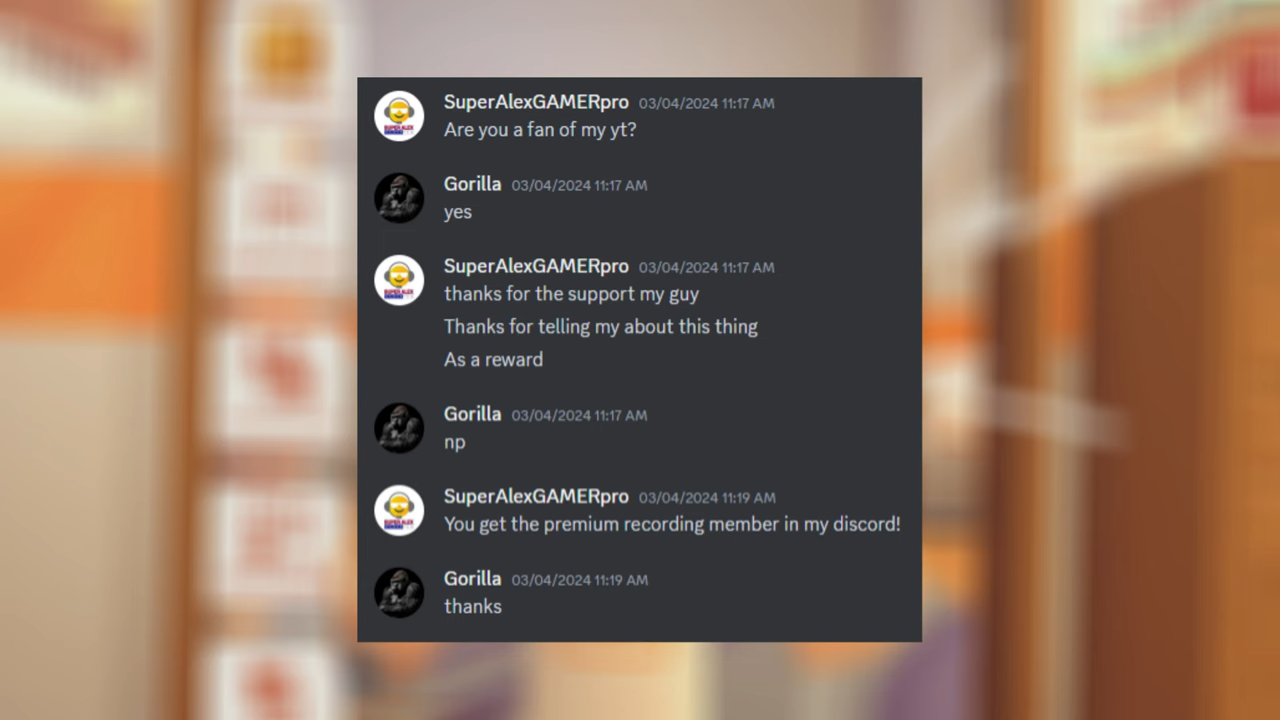 SuperAlexGAMERpro 03/04/2024 11:17 AM
Are you a fan of my yt?
Gorilla 03/04/2024 11:17 AM
yes
SuperAlexGAMERpro 03/04/2024 11:17 AM
thanks for the support my guy
Thanks for telling my about this thing
As a reward
Gorilla 03/04/2024 11:17 AM
np
SuperAlexGAMERpro 03/04/2024 11:19 AM
You get the premium recording member in my discord!
Gorilla 03/04/2024 11:19 AM
thanks